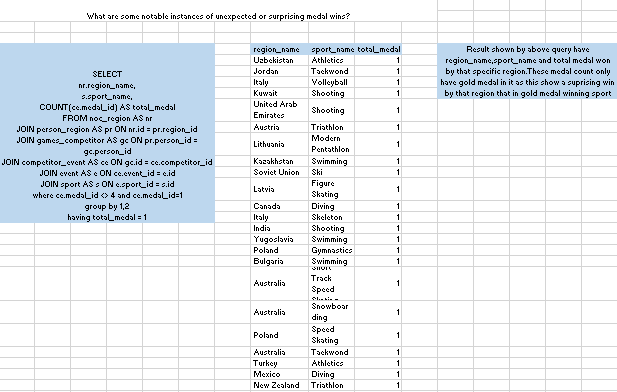 What are some notable instances of unexpected or surprising medal wins?
SELECT
nr.region_name,
s.sport_name,
COUNT(ce.medal_id) AS total_medal
FROM noc_region AS nr
JOIN person_region AS pr ON nr.id = pr.region_id
JOIN games_competitor AS gc ON pr.person_id =
gc.person_id
JOIN competitor_event AS ce ON gc.id = ce.competitor_id
JOIN event AS e ON ce.event_id = e.id
JOIN sport AS s ON e.sport_id = s.id
where ce.medal_id <> 4 and ce.medal_id=1
group by 1,2
having total_medal = 1
region_name sport_name total_medal
Uzbekistan Athletics 1
Jordan Taekwond 1
Italy Volleyball 1
Kuwait Shooting 1
United Arab
Emirates Shooting 1
Austria Triathlon 1
Lithuania Modern
Pentathlon 1
Kazakhstan Swimming 1
Soviet Union Ski 1
Latvia Figure
Skating 1
Canada Diving 1
Italy Skeleton 1
India Shooting 1
Yugoslavia Swimming 1
Poland Gymnastics 1
Bulgaria Swimming 1
Australia Short
Track
Speed
Skating 1
Australia Snowboar
ding 1
Poland Speed
Skating 1
Australia Taekwond 1
Turkey Athletics 1
Mexico Diving 1
New Zealand Triathlon 1
Result shown by above query have
region_name,sport_name and total medal won
by that specific region.These medal count only
have gold medal in it as this show a suprising win
by that region that in gold medal winning sport